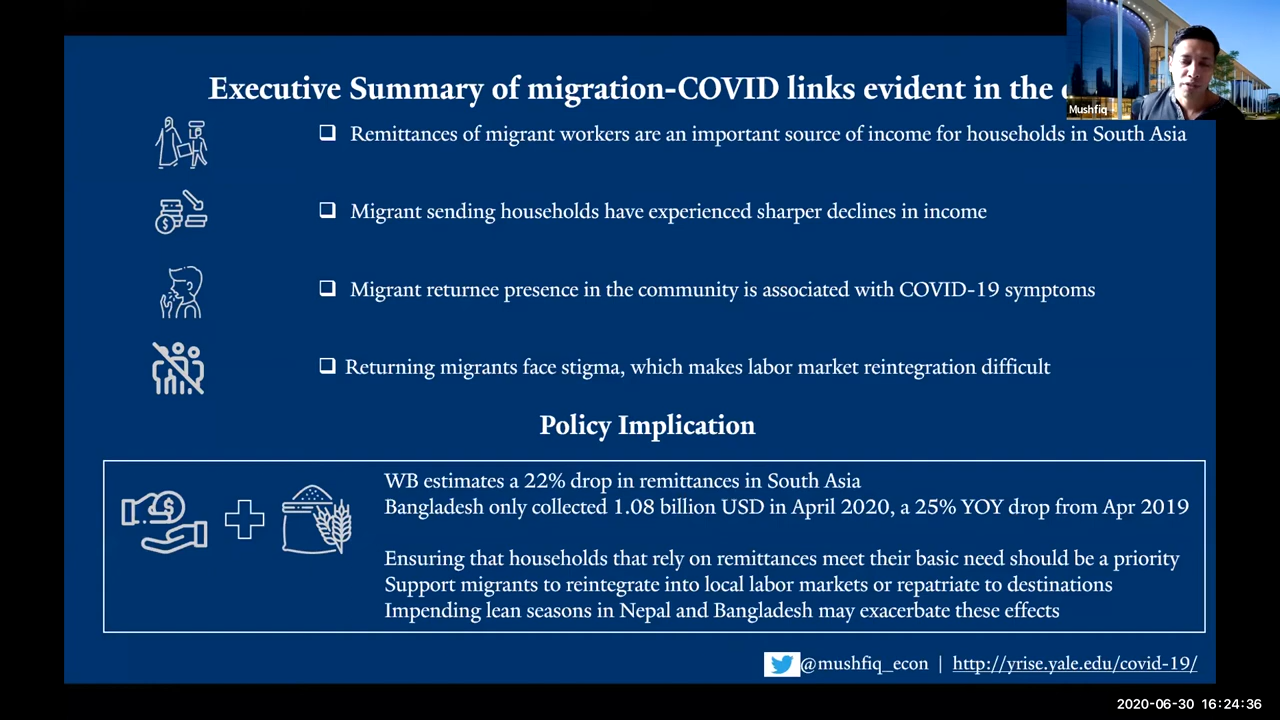 Executive Summary of migration-COVID links evident in the
Mushfiq
❑ Remittances of migrant workers are an important source of income for households in South Asia
❑ Migrant sending households have experienced sharper declines in income
❑ Migrant returnee presence in the community is associated with COVID-19 symptoms
❑ Returning migrants face stigma, which makes labor market reintegration difficult
Policy Implication
WB estimates a 22% drop in remittances in South Asia
Bangladesh only collected 1.08 billion USD in April 2020, a 25% YOY drop from Apr 2019
Ensuring that households that rely on remittances meet their basic need should be a priority
Support migrants to reintegrate into local labor markets or repatriate to destinations
Impending lean seasons in Nepal and Bangladesh may exacerbate these effects
@mushfiq_econ | http://yrise.yale.edu/covid-19/
2020-06-30 16:24:36